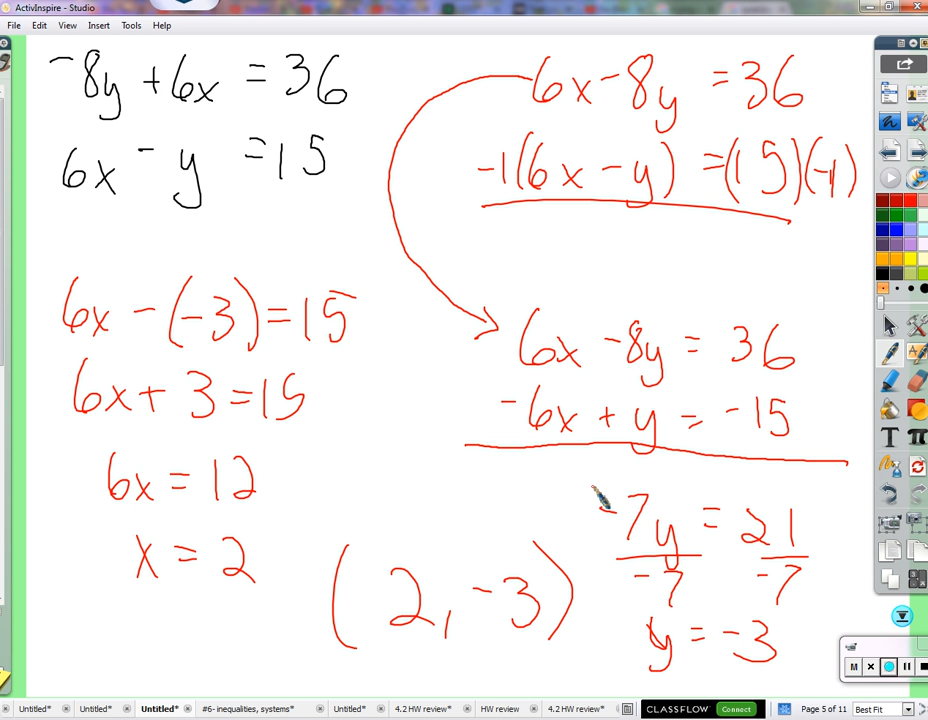 ActivInspire - Studio
File Edit View Insert Tools Help
-8y + 6x = 36
6x - y = 15
6x - 8y = 36
-1(6x - y) = (15)(-1)
6x - (-3) = 15
6x + 3 = 15
6x = 12
x = 2
6x - 8y = 36
-6x + y = -15
-7y = 21
-7 -7
y = -3
(2, -3)
Untitled* Untitled* Untitled* #6- inequalities, systems* Untitled* 4.2 HW review* HW review 4.2 HW review* CLASSFLOW Connect Page 5 of 11 Best Fit